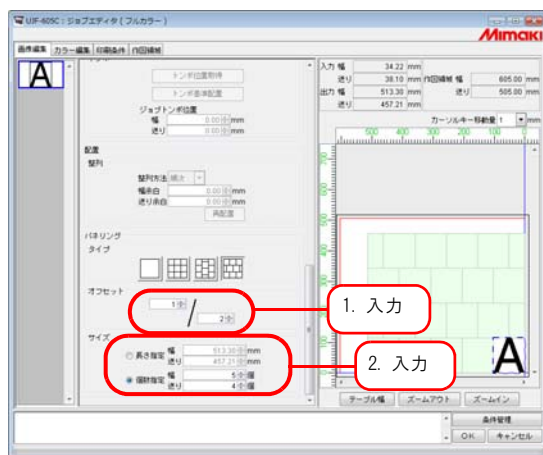 UJF-605C : ジョブエディタ ( フルカラー )
Mimaki
画像編集 カラー編集 印刷条件 作図領域
A
トンボ位置取得
トンボ基準配置
ジョブトンボ位置
幅 0.00 mm
送り 0.00 mm
配置
整列
整列方法 横大
幅余白 0.00 mm
送り余白 0.00 mm
再配置
パネリング
タイプ
オフセット
1 / 2
サイズ
長さ指定 幅 513.30 mm
送り 457.21 mm
個数指定 幅 5 個
送り 4 個
入力 幅 34.22 mm
送り 38.10 mm 作図領域 幅 605.00 mm
出力 幅 513.30 mm 送り 505.00 mm
送り 457.21 mm
カーソルキー移動量 1 mm
500 400 300 200 100 0
1. 入力
2. 入力
A
テーブル幅 ズームアウト ズームイン
条件管理
OK キャンセル